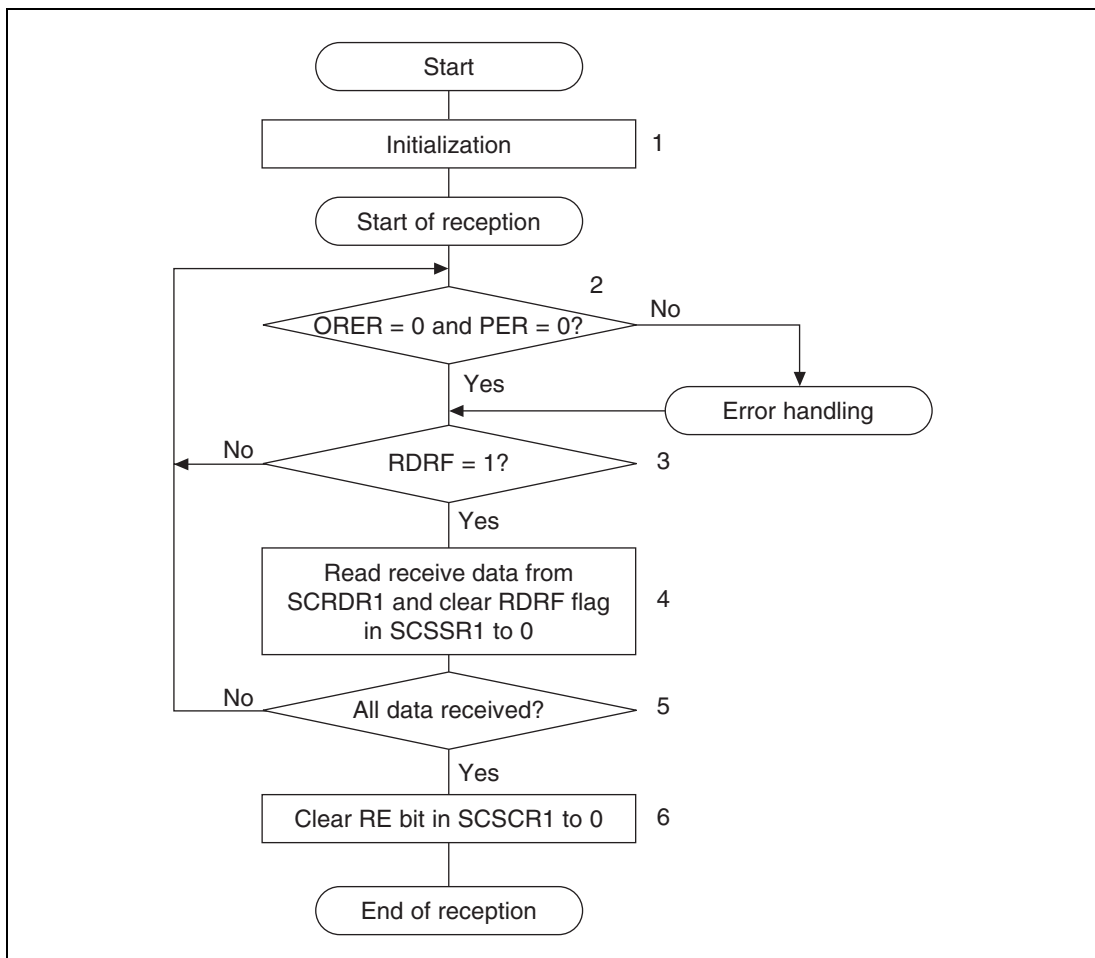 Start
Initialization
1
Start of reception
2
ORER = 0 and PER = 0?
No
Yes
Error handling
No
RDRF = 1?
3
Yes
Read receive data from
SCRDR1 and clear RDRF flag
in SCSSR1 to 0
4
No
All data received?
5
Yes
Clear RE bit in SCSCR1 to 0
6
End of reception